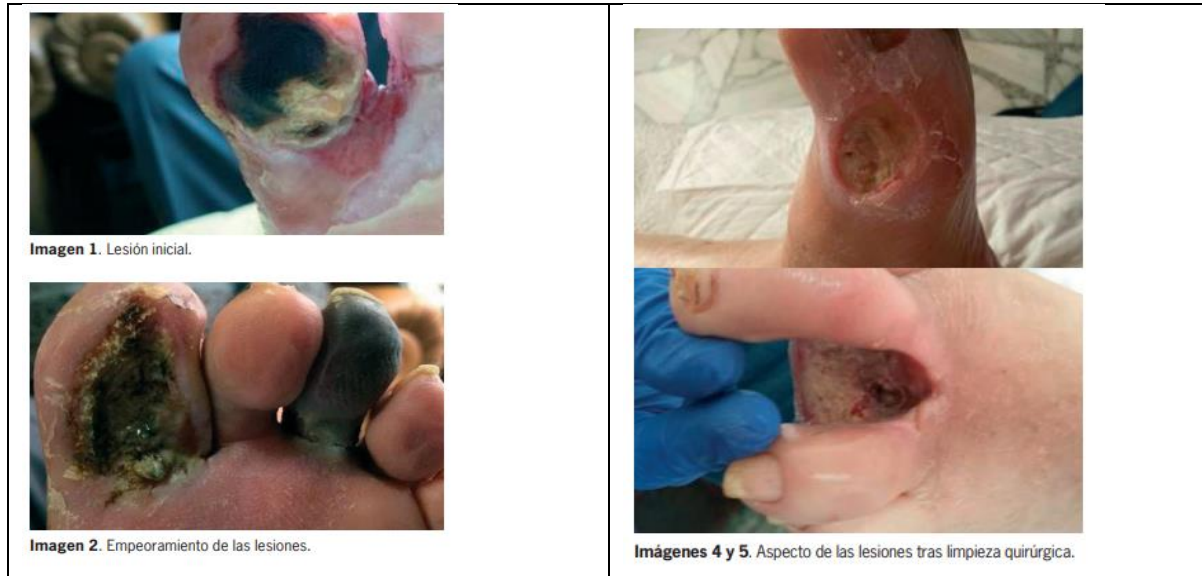 Imagen 1. Lesión inicial.
Imagen 2. Empeoramiento de las lesiones.
Imágenes 4 y 5. Aspecto de las lesiones tras limpieza quirúrgica.